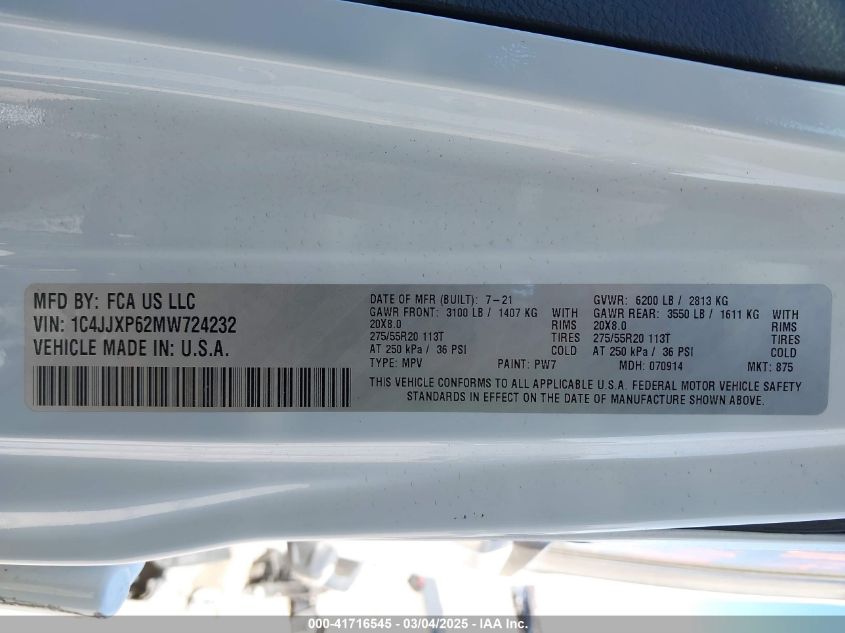 MFD BY: FCA US LLC
VIN: 1C4JJXP62MW724232
VEHICLE MADE IN: U.S.A.
DATE OF MFR (BUILT): 7-21
GAWR FRONT: 3100 LB / 1407 KG WITH
20X8.0 RIMS
275/55R20 113T TIRES
AT 250 kPa / 36 PSI COLD
TYPE: MPV PAINT: PW7
GVWR: 6200 LB / 2813 KG
GAWR REAR: 3550 LB / 1611 KG WITH
20X8.0 RIMS
275/55R20 113T TIRES
AT 250 kPa / 36 PSI COLD
MDH: 070914 MKT: 875
THIS VEHICLE CONFORMS TO ALL APPLICABLE U.S.A. FEDERAL MOTOR VEHICLE SAFETY
STANDARDS IN EFFECT ON THE DATE OF MANUFACTURE SHOWN ABOVE.
000-41716545 - 03/04/2025 - IAA Inc.